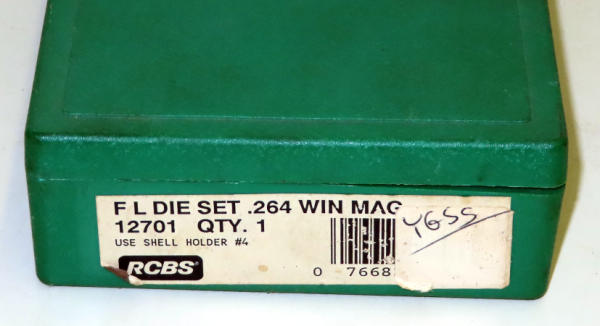 F L DIE SET .264 WIN MAG
12701 QTY. 1
USE SHELL HOLDER #4
RCBS
0 7668